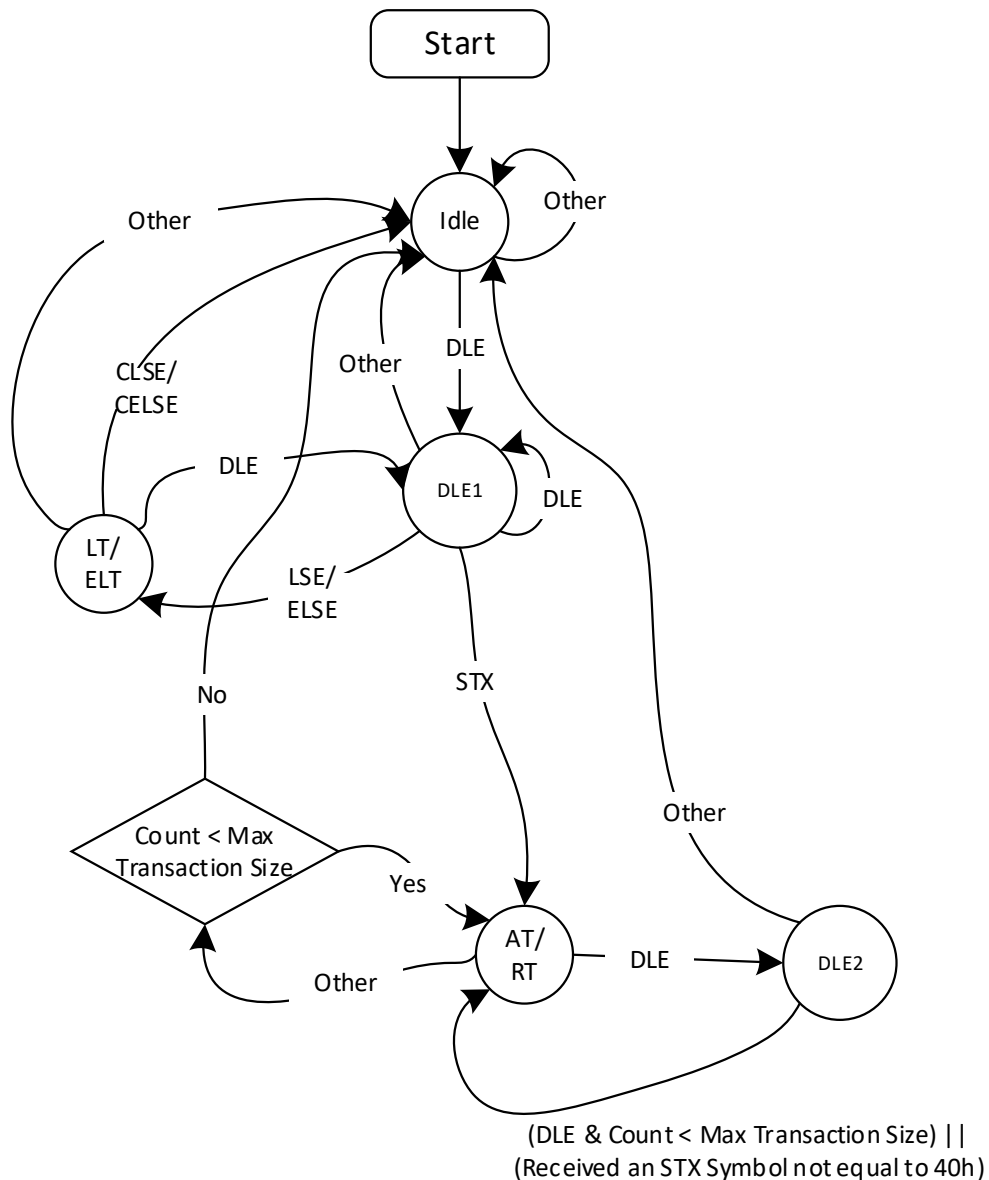 Start
Idle
Other
Other
DLE
Other
CLSE/
CELSE
DLE
DLE1
DLE
LT/
ELT
LSE/
ELSE
STX
No
Count < Max
Transaction Size
Yes
Other
Other
AT/
RT
DLE
DLE2
(DLE & Count < Max Transaction Size) ||
(Received an STX Symbol not equal to 40h)